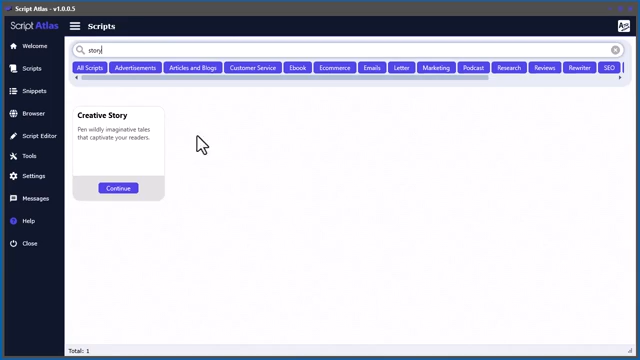 Script Atlas - v1.0.0.5
Script Atlas
Scripts
Welcome
Scripts
Snippets
Browser
Script Editor
Tools
Settings
Messages
Help
Close
story
All Scripts
Advertisements
Articles and Blogs
Customer Service
Ebook
Ecommerce
Emails
Letter
Marketing
Podcast
Research
Reviews
Rewriter
SEO
Creative Story
Pen wildly imaginative tales
that captivate your readers.
Continue
Total: 1